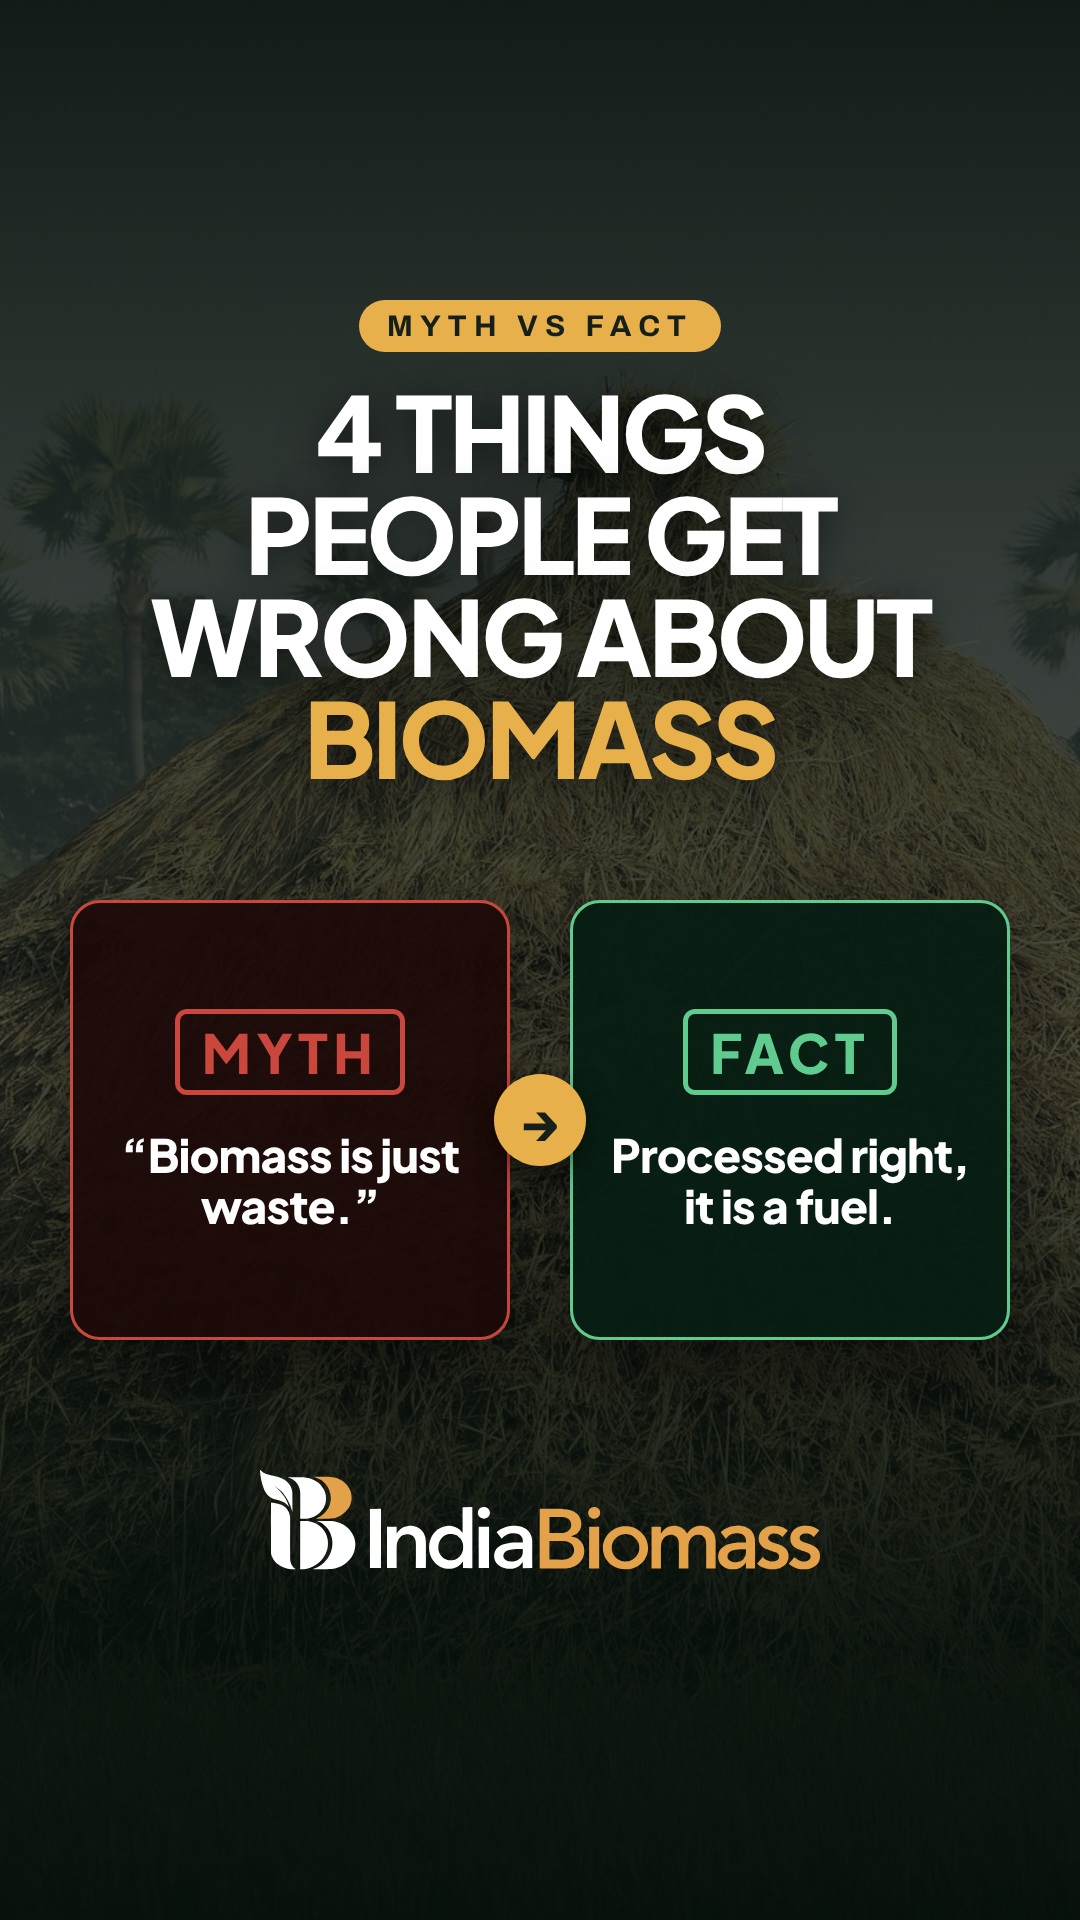 MYTH VS FACT
4 THINGS
PEOPLE GET
WRONG ABOUT
BIOMASS
MYTH
“Biomass is just
waste.”
FACT
Processed right,
it is a fuel.
IndiaBiomass